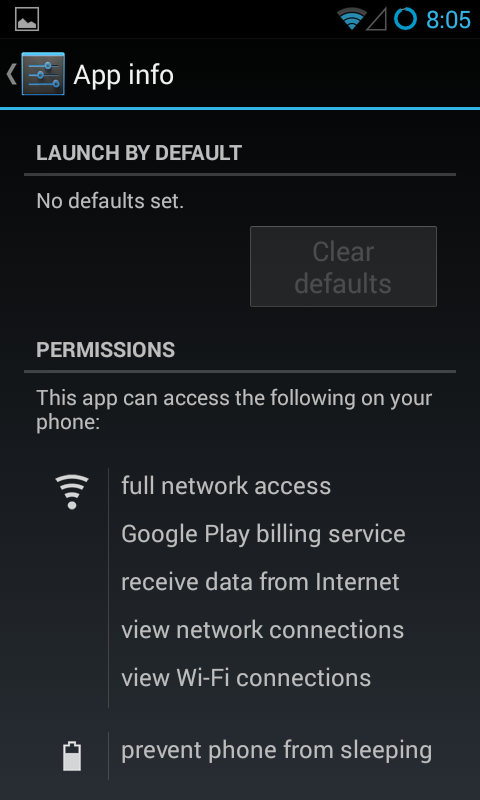 8:05
App info
LAUNCH BY DEFAULT
No defaults set.
Clear
defaults
PERMISSIONS
This app can access the following on your
phone:
full network access
Google Play billing service
receive data from Internet
view network connections
view Wi-Fi connections
prevent phone from sleeping